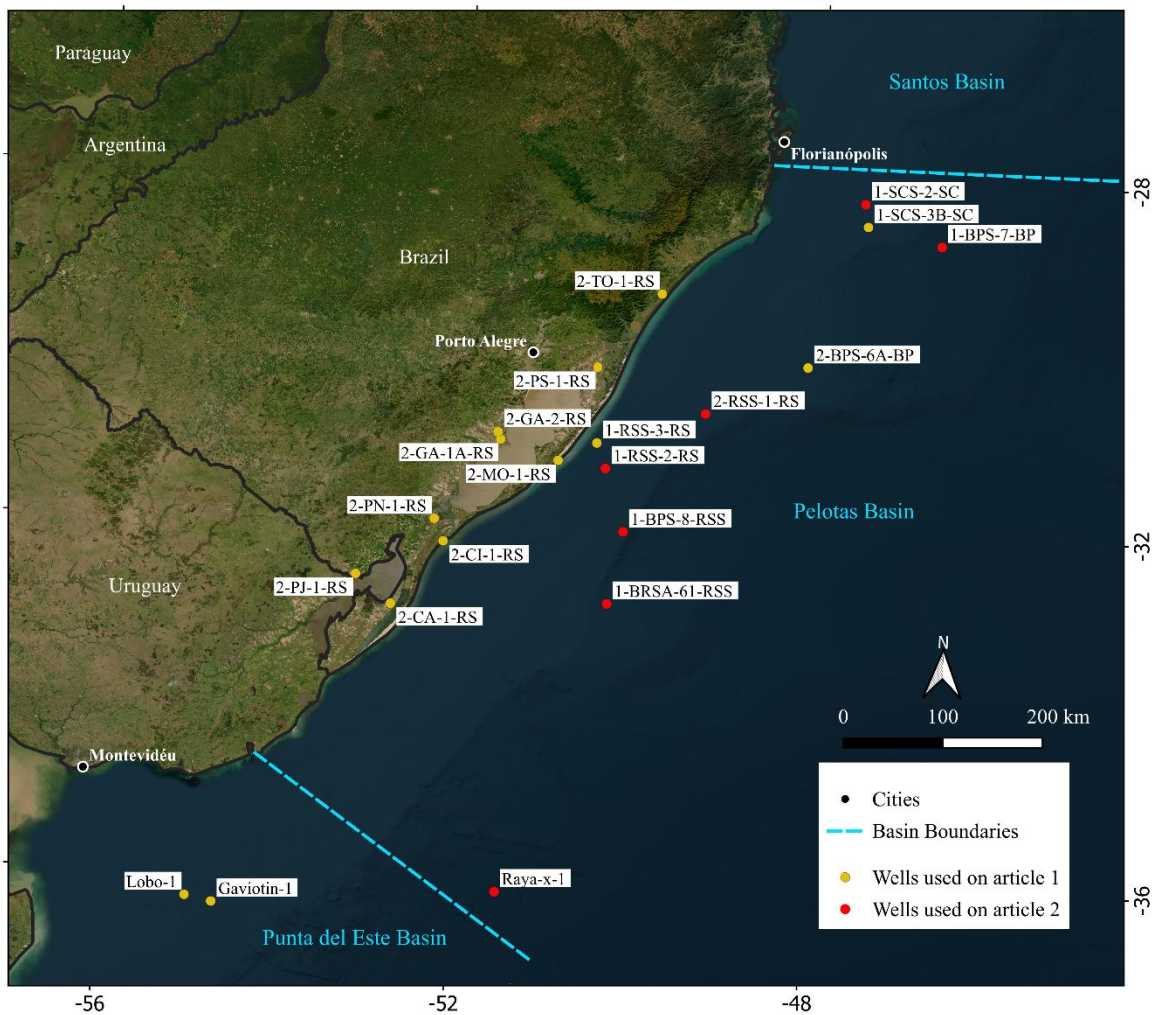 Paraguay
Santos Basin
Argentina
Florianópolis
-28
1-SCS-2-SC
1-SCS-3B-SC
1-BPS-7-BP
Brazil
2-TO-1-RS
Porto Alegre
2-BPS-6A-BP
2-PS-1-RS
2-RSS-1-RS
2-GA-2-RS
1-RSS-3-RS
2-GA-1A-RS
1-RSS-2-RS
2-MO-1-RS
2-PN-1-RS
1-BPS-8-RSS
Pelotas Basin
2-CI-1-RS
-32
2-PJ-1-RS
Uruguay
1-BRSA-61-RSS
2-CA-1-RS
N
0 100 200 km
Montevidéu
Cities
Basin Boundaries
Lobo-1
Gaviotin-1
Raya-x-1
Wells used on article 1
Wells used on article 2
-36
Punta del Este Basin
-56 -52 -48